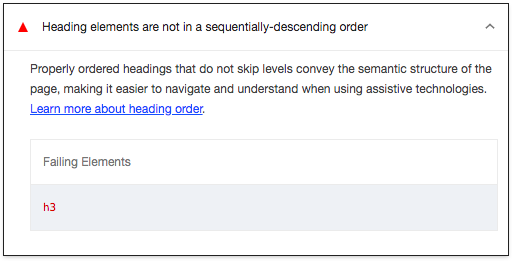 Heading elements are not in a sequentially-descending order
Properly ordered headings that do not skip levels convey the semantic structure of the
page, making it easier to navigate and understand when using assistive technologies.
Learn more about heading order.
Failing Elements
h3